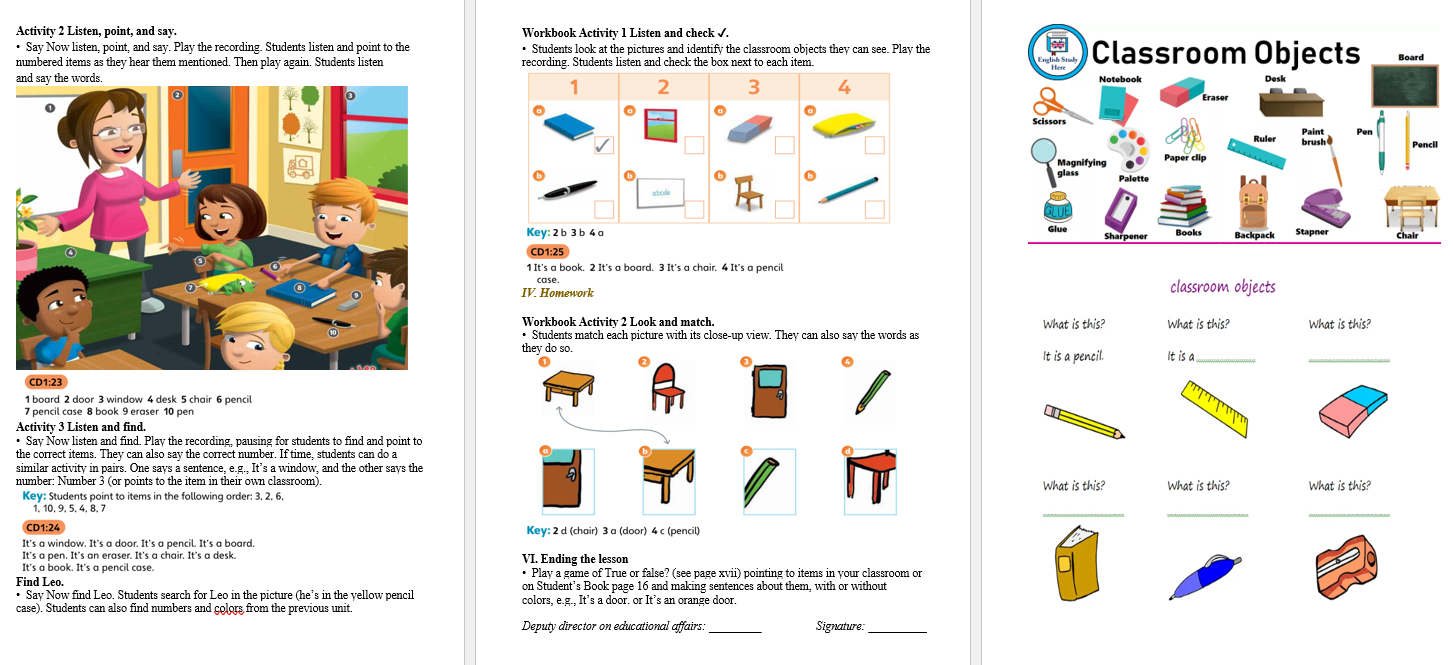 Activity 2 Listen, point, and say.
• Say Now listen, point, and say. Play the recording. Students listen and point to the
numbered items as they hear them mentioned. Then play again. Students listen
and say the words.
1
2
3
4
5
6
7
8
9
10
CD1:23
1 board 2 door 3 window 4 desk 5 chair 6 pencil
7 pencil case 8 book 9 eraser 10 pen
Activity 3 Listen and find.
• Say Now listen and find. Play the recording, pausing for students to find and point to
the correct items. They can also say the correct number. If time, students can do a
similar activity in pairs. One says a sentence, e.g., It's a window, and the other says the
number: Number 3 (or points to the item in their own classroom).
Key: Students point to items in the following order: 3, 2, 6,
1, 10, 9, 5, 4, 8, 7
CD1:24
It's a window. It's a door. It's a pencil. It's a board.
It's a pen. It's an eraser. It's a chair. It's a desk.
It's a book. It's a pencil case.
Find Leo.
• Say Now find Leo. Students search for Leo in the picture (he's in the yellow pencil
case). Students can also find numbers and colors from the previous unit.
Workbook Activity 1 Listen and check ✓.
• Students look at the pictures and identify the classroom objects they can see. Play the
recording. Students listen and check the box next to each item.
1 2 3 4
a a a a
b b b b
abcde
Key: 2 b 3 b 4 a
CD1:25
1 It's a book. 2 It's a board. 3 It's a chair. 4 It's a pencil
case.
IV. Homework
Workbook Activity 2 Look and match.
• Students match each picture with its close-up view. They can also say the words as
they do so.
1 2 3 4
a b c d
Key: 2 d (chair) 3 a (door) 4 c (pencil)
VI. Ending the lesson
• Play a game of True or false? (see page xvii) pointing to items in your classroom or
on Student's Book page 16 and making sentences about them, with or without
colors, e.g., It's a door. or It's an orange door.
Deputy director on educational affairs: _________ Signature: __________
English Study
Here
Classroom Objects
Board
Notebook
Eraser
Desk
Scissors
Magnifying
glass
Palette
Paper clip
Ruler
Paint
brush
Pen
Pencil
Glue
GLUE
Sharpener
Books
Backpack
Stapner
Chair
classroom objects
What is this? What is this? What is this?
It is a pencil. It is a
What is this? What is this? What is this?